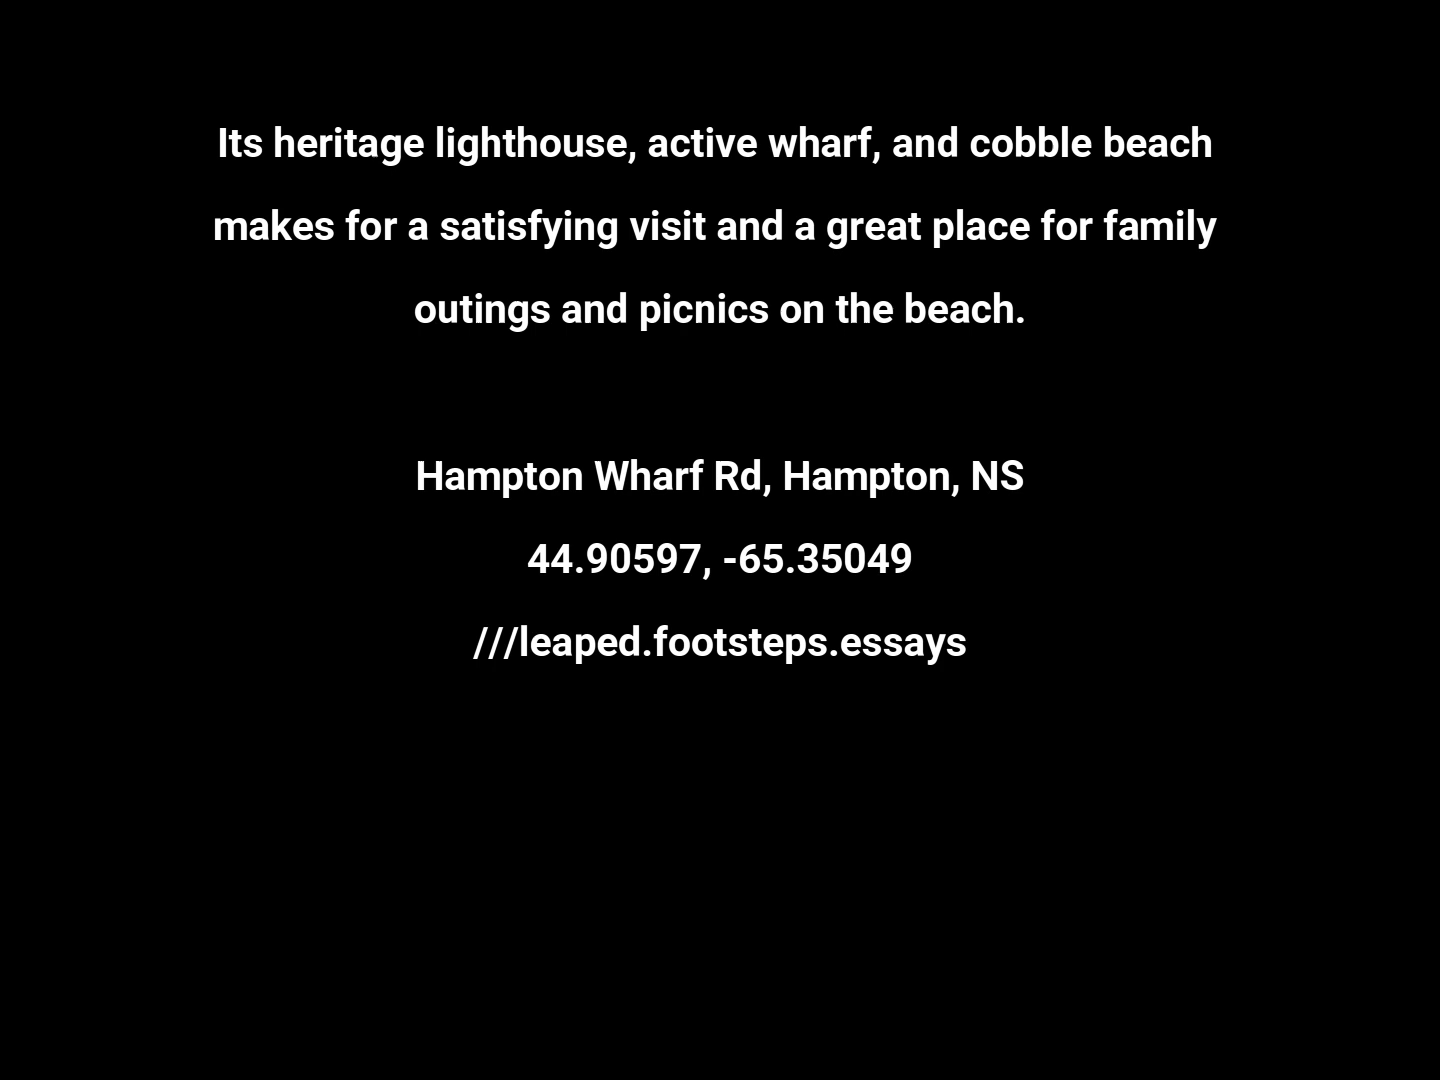 Its heritage lighthouse, active wharf, and cobble beach
makes for a satisfying visit and a great place for family
outings and picnics on the beach.
Hampton Wharf Rd, Hampton, NS
44.90597, -65.35049
///leaped.footsteps.essays